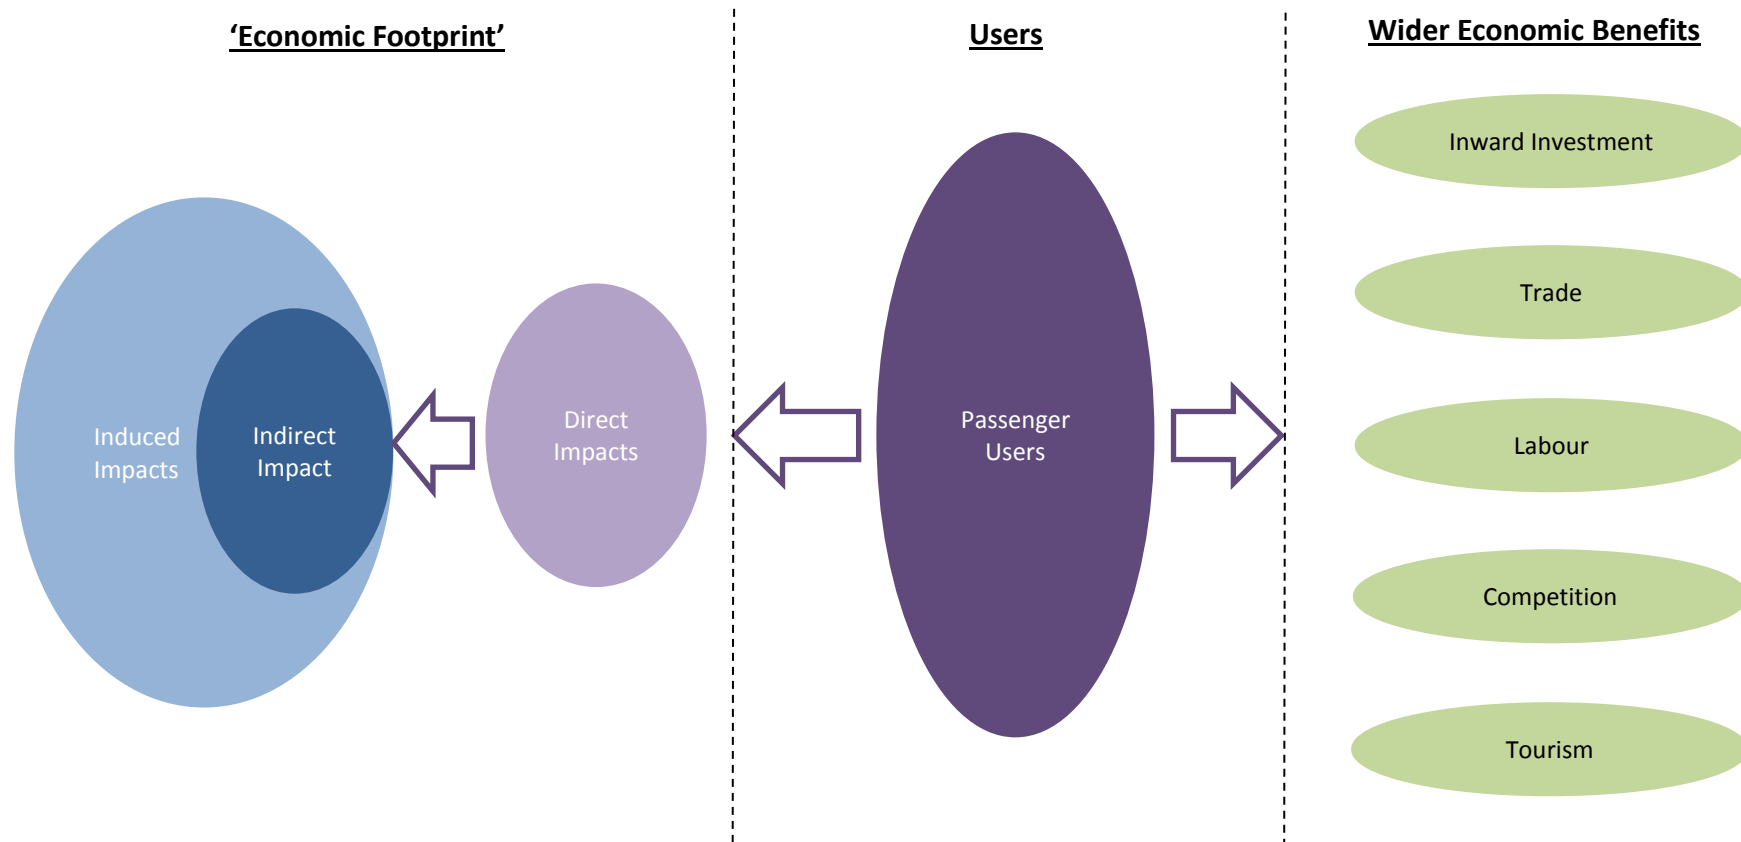 ‘Economic Footprint’
Users
Wider Economic Benefits
Induced
Impacts
Indirect
Impact
Direct
Impacts
Passenger
Users
Inward Investment
Trade
Labour
Competition
Tourism